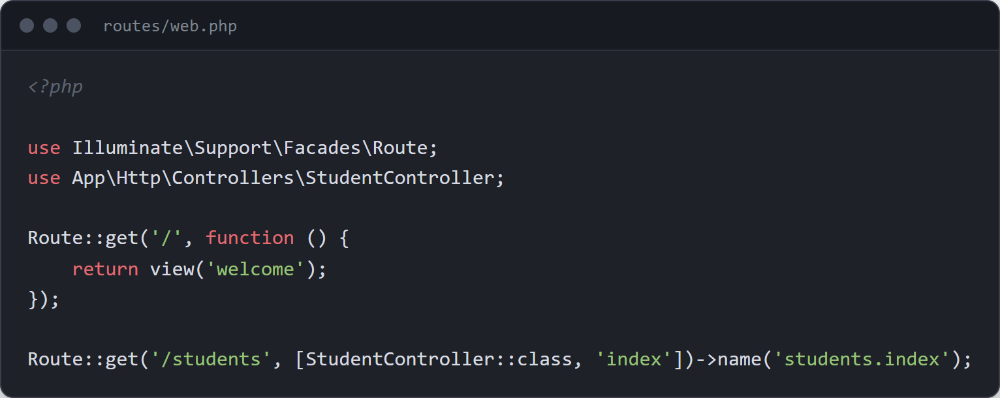 routes/web.php
<?php
use Illuminate\Support\Facades\Route;
use App\Http\Controllers\StudentController;
Route::get('/', function () {
    return view('welcome');
});
Route::get('/students', [StudentController::class, 'index'])->name('students.index');